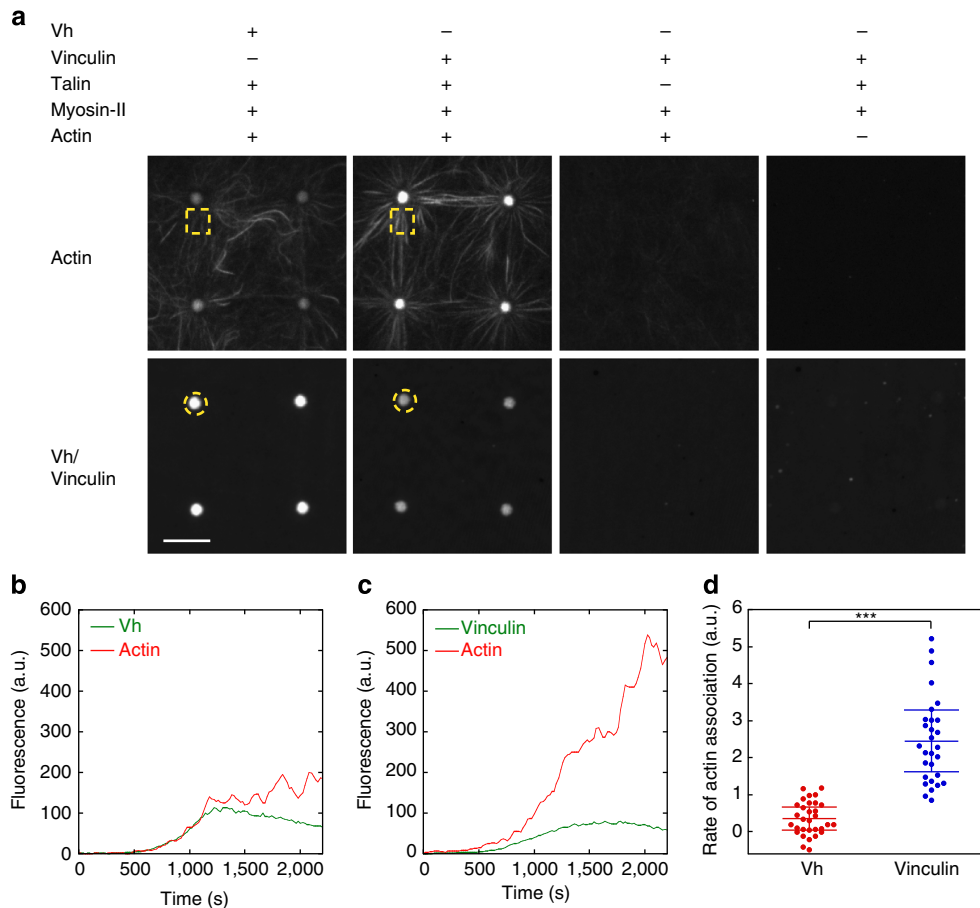 a
Vh + – – –
Vinculin – + + +
Talin + + – +
Myosin-II + + + +
Actin + + + –
Actin
Vh/
Vinculin
b
600
500
400
300
200
100
0
Fluorescence (a.u.)
Vh
Actin
0 500 1,000 1,500 2,000
Time (s)
c
600
500
400
300
200
100
0
Fluorescence (a.u.)
Vinculin
Actin
0 500 1,000 1,500 2,000
Time (s)
d
6
5
4
3
2
1
0
Rate of actin association (a.u.)
***
Vh Vinculin